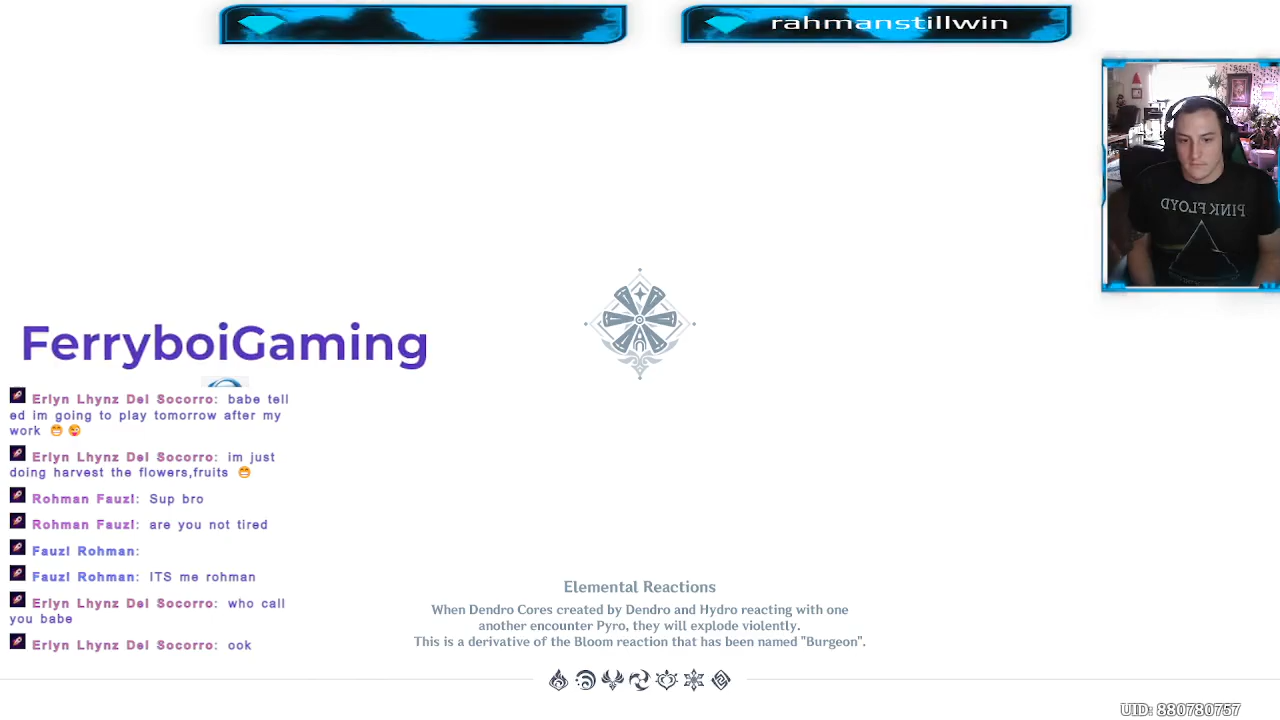 rahmanstillwin
PINK FLOYD
FerryboiGaming
Erlyn Lhynz Del Socorro: babe tell
ed im going to play tomorrow after my
work 😁😜
Erlyn Lhynz Del Socorro: im just
doing harvest the flowers,fruits 😁
Rohman Fauz!: Sup bro
Rohman Fauz!: are you not tired
Fauz! Rohman:
Fauz! Rohman: ITS me rohman
Erlyn Lhynz Del Socorro: who call
you babe
Erlyn Lhynz Del Socorro: ook
Elemental Reactions
When Dendro Cores created by Dendro and Hydro reacting with one
another encounter Pyro, they will explode violently.
This is a derivative of the Bloom reaction that has been named "Burgeon".
UID: 880780757